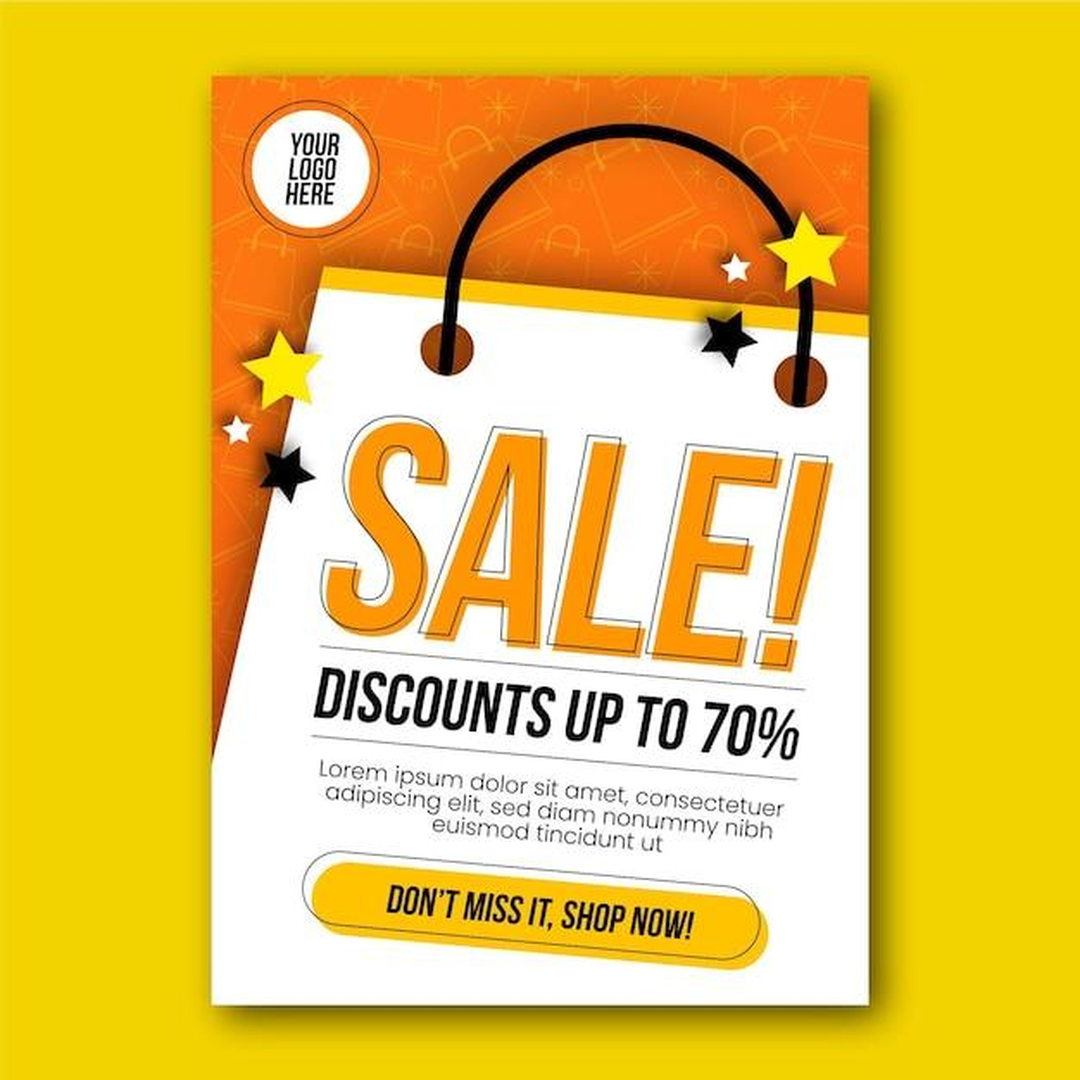 YOUR
LOGO
HERE
SALE!
DISCOUNTS UP TO 70%
Lorem ipsum dolor sit amet, consectetuer
adipiscing elit, sed diam nonummy nibh
euismod tincidunt ut
DON'T MISS IT, SHOP NOW!